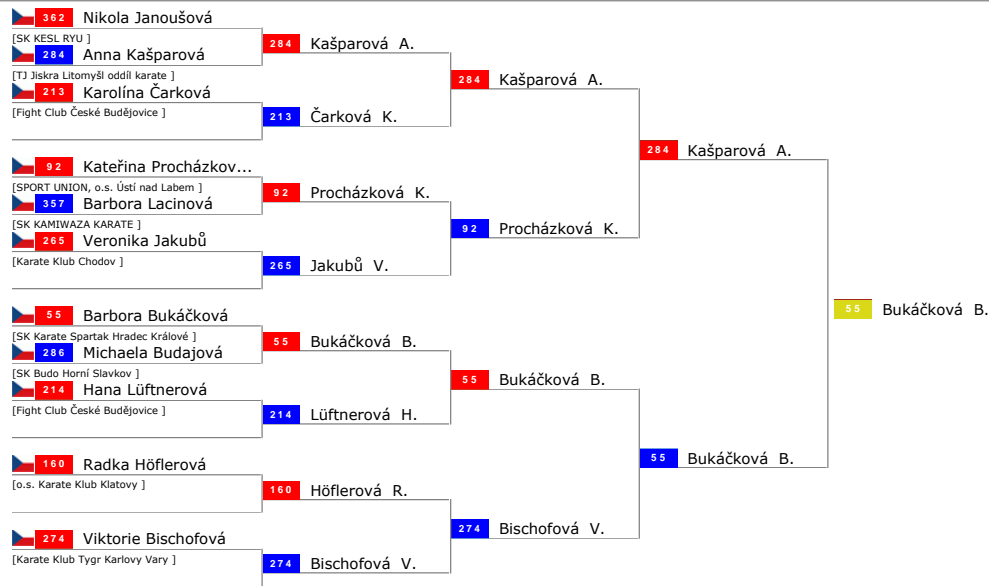 362 Nikola Janoušová
[SK KESL RYU ]
284 Anna Kašparová
[TJ Jiskra Litomyšl oddíl karate ]
213 Karolína Čarková
[Fight Club České Budějovice ]
92 Kateřina Procházkov...
[SPORT UNION, o.s. Ústí nad Labem ]
357 Barbora Lacinová
[SK KAMIWAZA KARATE ]
265 Veronika Jakubů
[Karate Klub Chodov ]
55 Barbora Bukáčková
[SK Karate Spartak Hradec Králové ]
286 Michaela Budajová
[SK Budo Horní Slavkov ]
214 Hana Lüftnerová
[Fight Club České Budějovice ]
160 Radka Höflerová
[o.s. Karate Klub Klatovy ]
274 Viktorie Bischofová
[Karate Klub Tygr Karlovy Vary ]
284 Kašparová A.
213 Čarková K.
92 Procházková K.
265 Jakubů V.
55 Bukáčková B.
214 Lüftnerová H.
160 Höflerová R.
274 Bischofová V.
284 Kašparová A.
92 Procházková K.
55 Bukáčková B.
274 Bischofová V.
284 Kašparová A.
55 Bukáčková B.
55 Bukáčková B.